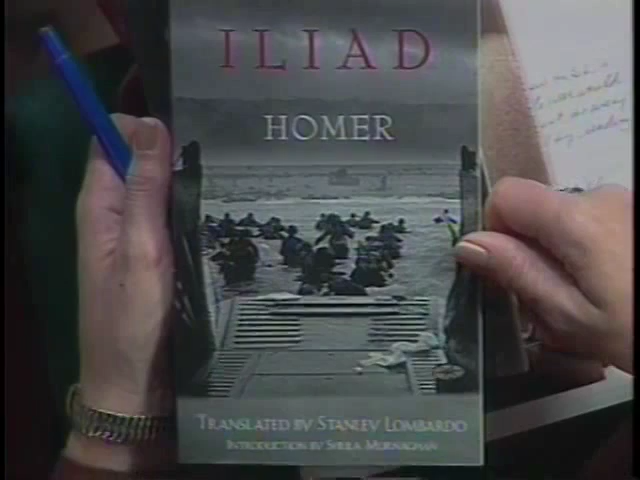 ILIAD
HOMER
TRANSLATED BY STANLEY LOMBARDO
INTRODUCTION BY SHEILA MURNAGHAN